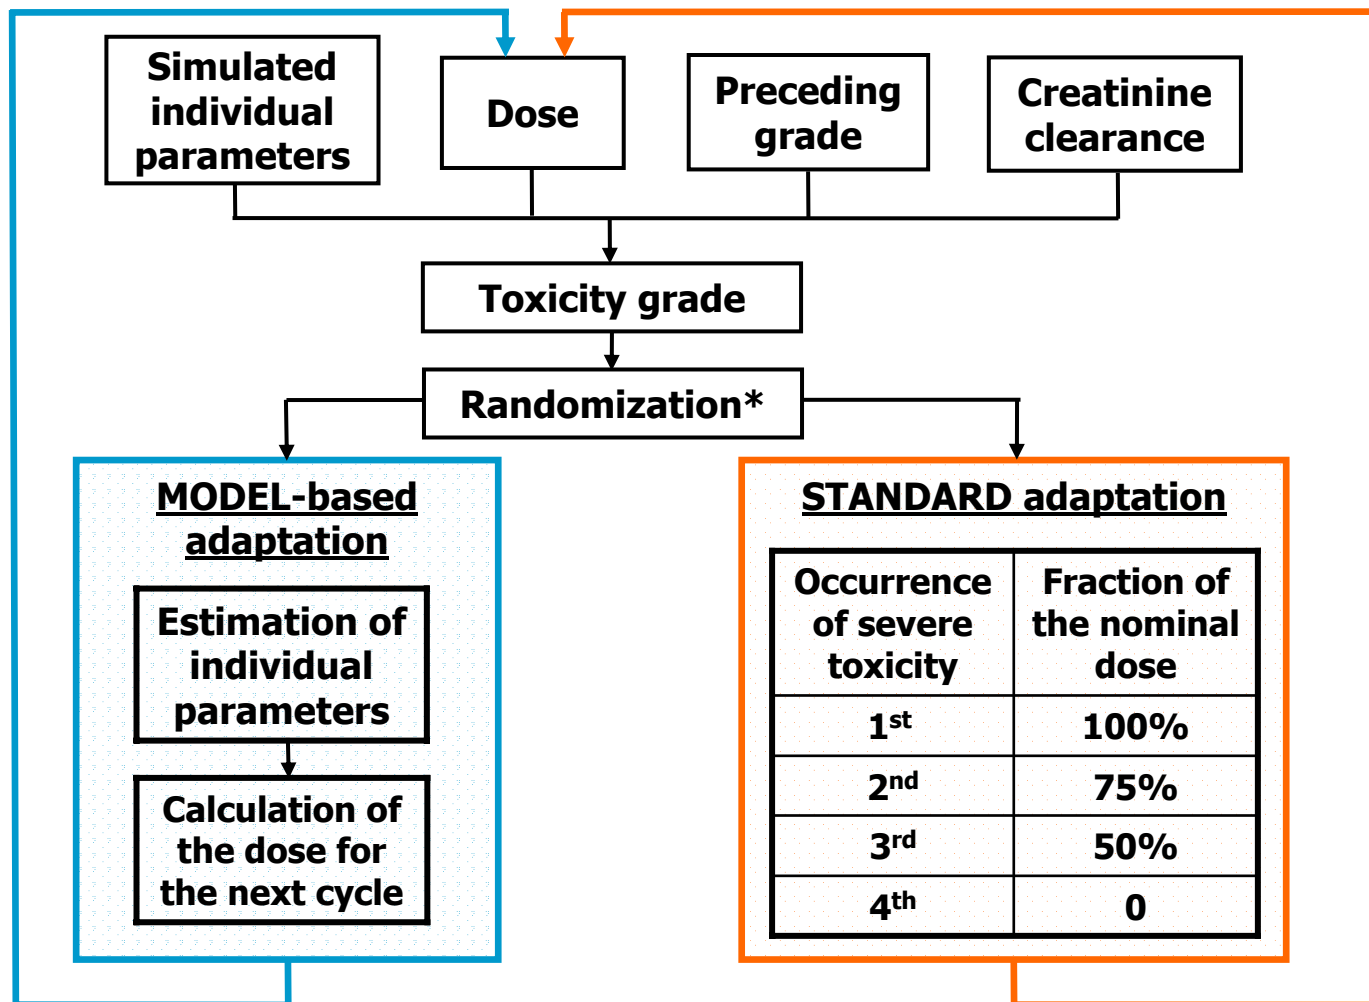 Simulated
individual
parameters
Dose
Preceding
grade
Creatinine
clearance
Toxicity grade
Randomization*
MODEL-based
adaptation
Estimation of
individual
parameters
Calculation of
the dose for
the next cycle
STANDARD adaptation
Occurrence
of severe
toxicity
Fraction of
the nominal
dose
1st
100%
2nd
75%
3rd
50%
4th
0